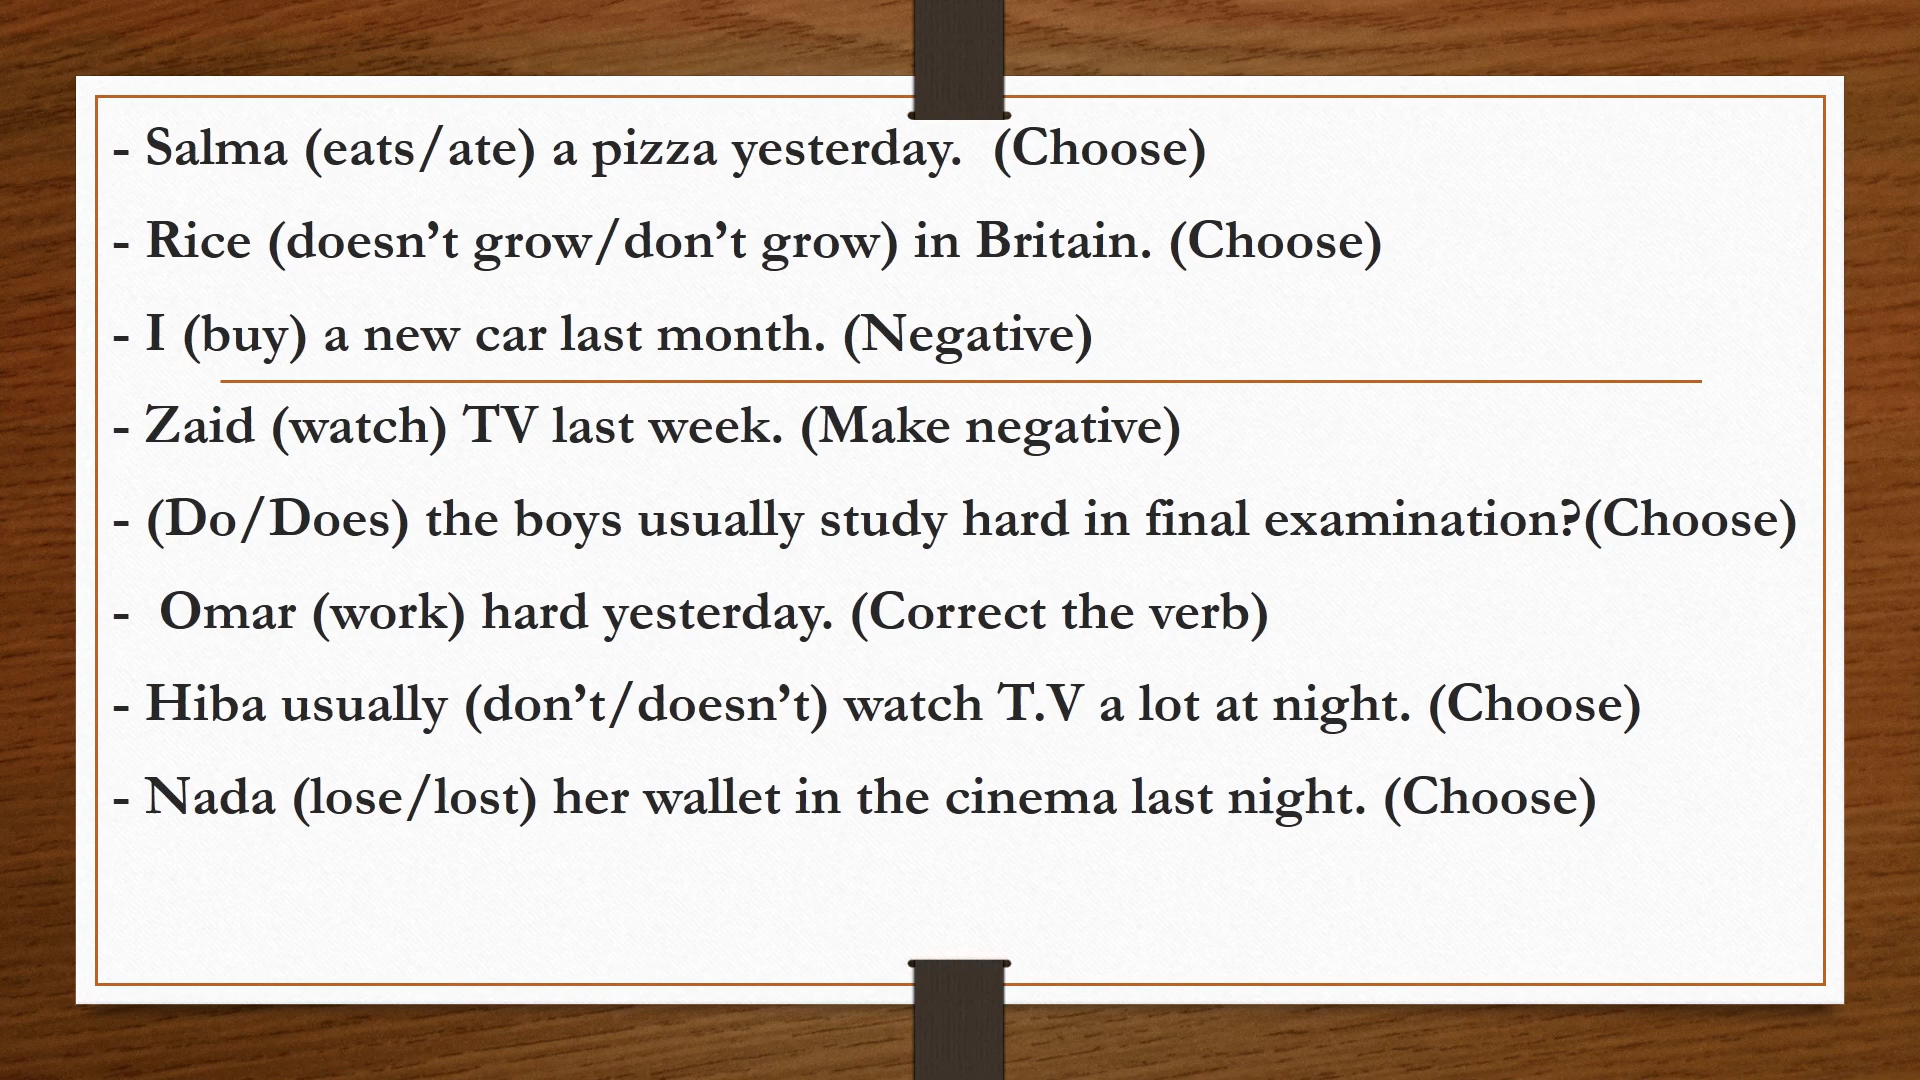 - Salma (eats/ate) a pizza yesterday.  (Choose)
- Rice (doesn’t grow/don’t grow) in Britain. (Choose)
- I (buy) a new car last month. (Negative)
- Zaid (watch) TV last week. (Make negative)
- (Do/Does) the boys usually study hard in final examination?(Choose)
-  Omar (work) hard yesterday. (Correct the verb)
- Hiba usually (don’t/doesn’t) watch T.V a lot at night. (Choose)
- Nada (lose/lost) her wallet in the cinema last night. (Choose)